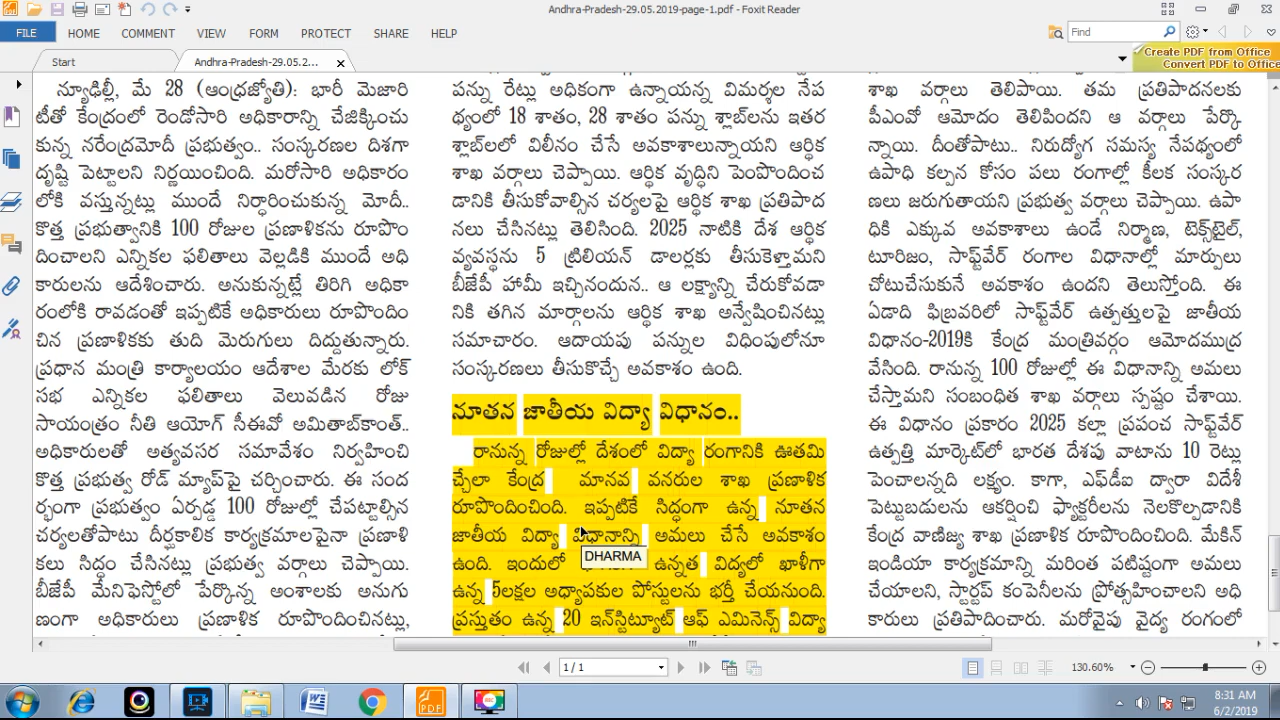 Andhra-Pradesh-29.05.2019-page-1.pdf - Foxit Reader
FILE HOME COMMENT VIEW FORM PROTECT SHARE HELP
Find
Create PDF from Office
Convert PDF to Office
Start
Andhra-Pradesh-29.05.2...
న్యూఢిల్లీ, మే 28 (ఆంధ్రజ్యోతి): భారీ మెజారి
టీతో కేంద్రంలో రెండోసారి అధికారాన్ని చేజిక్కించు
కున్న నరేంద్రమోదీ ప్రభుత్వం.. సంస్కరణల దిశగా
దృష్టి పెట్టాలని నిర్ణయించింది. మరోసారి అధికారం
లోకి వస్తున్నట్లు ముందే నిర్ధారించుకున్న మోదీ..
కొత్త ప్రభుత్వానికి 100 రోజుల ప్రణాళికను రూపొం
దించాలని ఎన్నికల ఫలితాలు వెల్లడికి ముందే అధి
కారులను ఆదేశించారు. అనుకున్నట్లే తిరిగి అధికా
రంలోకి రావడంతో ఇప్పటికే అధికారులు రూపొందిం
చిన ప్రణాళికకు తుది మెరుగులు దిద్దుతున్నారు.
ప్రధాన మంత్రి కార్యాలయం ఆదేశాల మేరకు లోక్
సభ ఎన్నికల ఫలితాలు వెలువడిన రోజు
సాయంత్రం నీతి ఆయోగ్ సీఈవో అమితాబ్‌కాంత్..
అధికారులతో అత్యవసర సమావేశం నిర్వహించి
కొత్త ప్రభుత్వ రోడ్ మ్యాప్‌పై చర్చించారు. ఈ సంద
ర్భంగా ప్రభుత్వం ఏర్పడ్డ 100 రోజుల్లో చేపట్టాల్సిన
చర్యలతోపాటు దీర్ఘకాలిక కార్యక్రమాలపైనా ప్రణాళి
కలు సిద్ధం చేసినట్లు ప్రభుత్వ వర్గాలు చెప్పాయి.
బీజేపీ మేనిఫెస్టోలో పేర్కొన్న అంశాలకు అనుగు
ణంగా అధికారులు ప్రణాళిక రూపొందించినట్లు,
పన్ను రేట్లు అధికంగా ఉన్నాయన్న విమర్శల నేప
థ్యంలో 18 శాతం, 28 శాతం పన్ను శ్లాబ్‌లను ఇతర
శ్లాబ్‌లలో విలీనం చేసే అవకాశాలున్నాయని ఆర్థిక
శాఖ వర్గాలు చెప్పాయి. ఆర్థిక వృద్ధిని పెంపొందించ
డానికి తీసుకోవాల్సిన చర్యలపై ఆర్థిక శాఖ ప్రతిపాద
నలు చేసినట్లు తెలిసింది. 2025 నాటికి దేశ ఆర్థిక
వ్యవస్థను 5 ట్రిలియన్ డాలర్లకు తీసుకెళ్తామని
బీజేపీ హామీ ఇచ్చినందున.. ఆ లక్ష్యాన్ని చేరుకోవడా
నికి తగిన మార్గాలను ఆర్థిక శాఖ అన్వేషించినట్లు
సమాచారం. ఆదాయపు పన్నుల విధింపులోనూ
సంస్కరణలు తీసుకొచ్చే అవకాశం ఉంది.
నూతన జాతీయ విద్యా విధానం..
రానున్న రోజుల్లో దేశంలో విద్యా రంగానికి ఊతమి
చ్చేలా కేంద్ర మానవ వనరుల శాఖ ప్రణాళిక
రూపొందించింది. ఇప్పటికే సిద్ధంగా ఉన్న నూతన
జాతీయ విద్యా విధానాన్ని అమలు చేసే అవకాశం
DHARMA
ఉంది. ఇందులో ఉన్నత విద్యలో ఖాళీగా
ఉన్న 5లక్షల అధ్యాపకుల పోస్టులను భర్తీ చేయనుంది.
ప్రస్తుతం ఉన్న 20 ఇన్‌స్టిట్యూట్ ఆఫ్ ఎమినెన్స్ విద్యా
శాఖ వర్గాలు తెలిపాయి. తమ ప్రతిపాదనలకు
పీఎంవో ఆమోదం తెలిపిందని ఆ వర్గాలు పేర్కొ
న్నాయి. దీంతోపాటు.. నిరుద్యోగ సమస్య నేపథ్యంలో
ఉపాధి కల్పన కోసం పలు రంగాల్లో కీలక సంస్కర
ణలు జరుగుతాయని ప్రభుత్వ వర్గాలు చెప్పాయి. ఉపా
ధికి ఎక్కువ అవకాశాలు ఉండే నిర్మాణ, టెక్స్‌టైల్,
టూరిజం, సాఫ్ట్‌వేర్ రంగాల విధానాల్లో మార్పులు
చోటుచేసుకునే అవకాశం ఉందని తెలుస్తోంది. ఈ
ఏడాది ఫిబ్రవరిలో సాఫ్ట్‌వేర్ ఉత్పత్తులపై జాతీయ
విధానం-2019కి కేంద్ర మంత్రివర్గం ఆమోదముద్ర
వేసింది. రానున్న 100 రోజుల్లో ఈ విధానాన్ని అమలు
చేస్తామని సంబంధిత శాఖ వర్గాలు స్పష్టం చేశాయి.
ఈ విధానం ప్రకారం 2025 కల్లా ప్రపంచ సాఫ్ట్‌వేర్
ఉత్పత్తి మార్కెట్‌లో భారత దేశపు వాటాను 10 రెట్లు
పెంచాలన్నది లక్ష్యం. కాగా, ఎఫ్‌డీఐ ద్వారా విదేశీ
పెట్టుబడులను ఆకర్షించి ఫ్యాక్టరీలను నెలకొల్పడానికి
కేంద్ర వాణిజ్య శాఖ ప్రణాళిక రూపొందించింది. మేకిన్
ఇండియా కార్యక్రమాన్ని మరింత పటిష్టంగా అమలు
చేయాలని, స్టార్టప్ కంపెనీలను ప్రోత్సహించాలని అధి
కారులు ప్రతిపాదించారు. మరోవైపు వైద్య రంగంలో
1 / 1
130.60%
8:31 AM
6/2/2019